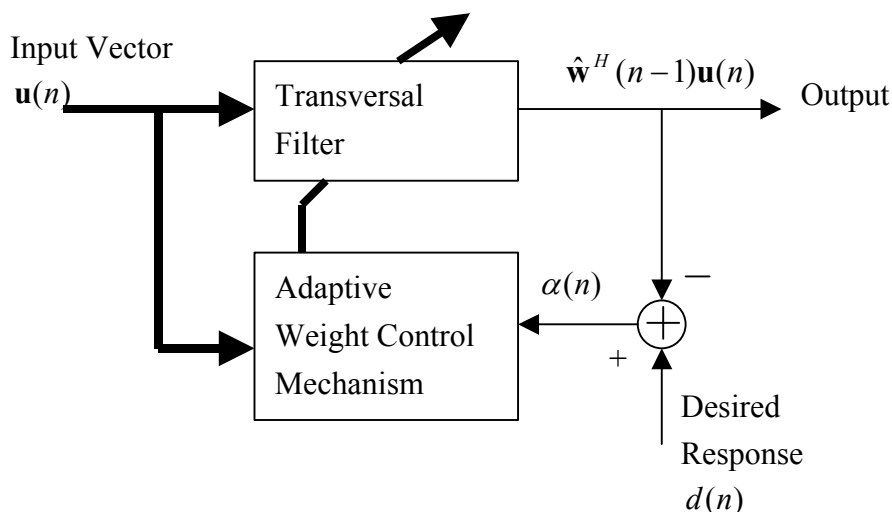 Input Vector
𝐮(n)
Transversal
Filter
ŵ^H (n−1)𝐮(n)
Output
Adaptive
Weight Control
Mechanism
α(n)
−
+
+
Desired
Response
d(n)